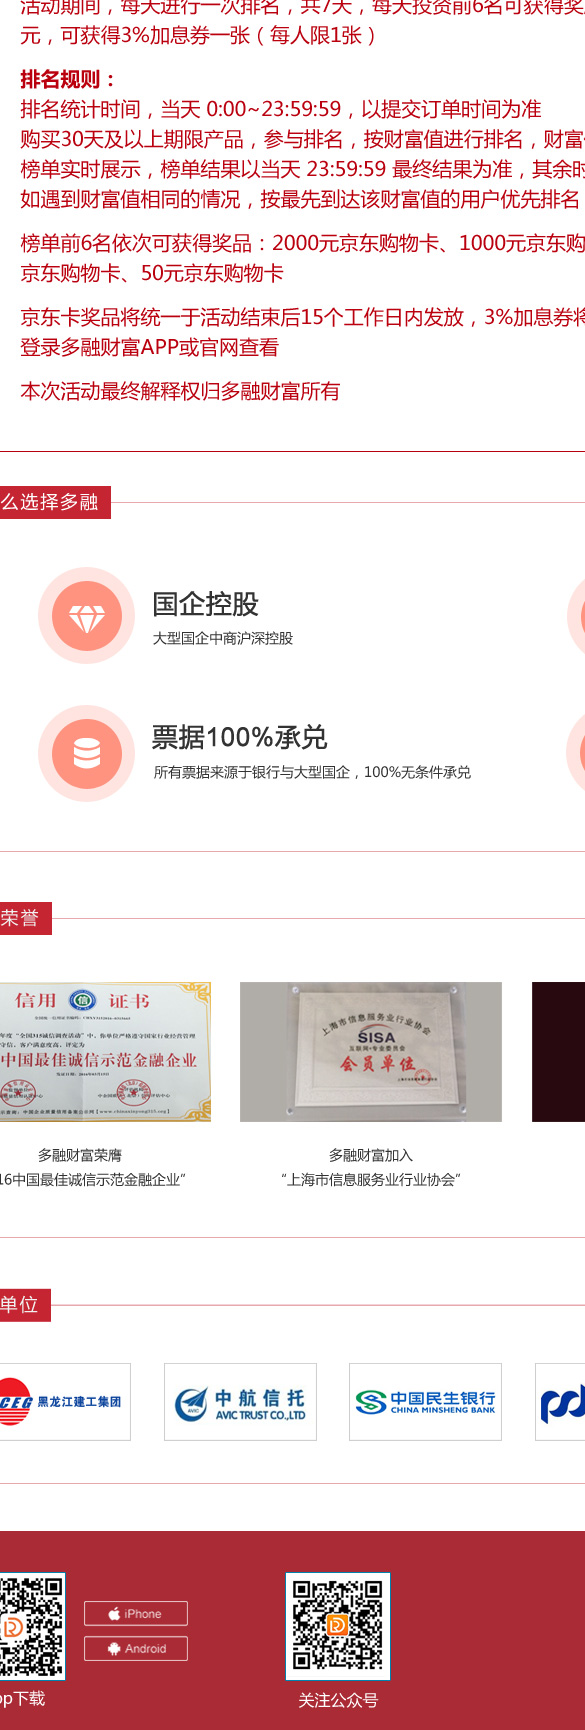 活动期间，每天进行一次排名，共7天，每天投资前6名可获得奖
元，可获得3%加息券一张（每人限1张）
排名规则：
排名统计时间，当天 0:00~23:59:59，以提交订单时间为准
购买30天及以上期限产品，参与排名，按财富值进行排名，财富
榜单实时展示，榜单结果以当天 23:59:59 最终结果为准，其余时
如遇到财富值相同的情况，按最先到达该财富值的用户优先排名
榜单前6名依次可获得奖品：2000元京东购物卡、1000元京东购
京东购物卡、50元京东购物卡
京东卡奖品将统一于活动结束后15个工作日内发放，3%加息券将
登录多融财富APP或官网查看
本次活动最终解释权归多融财富所有
么选择多融
国企控股
大型国企中商沪深控股
票据100%承兑
所有票据来源于银行与大型国企，100%无条件承兑
荣誉
信用 信 证书
中国最佳诚信示范金融企业
上海市信息服务业行业协会
SISA
互联网+专业委员会
会员单位
多融财富荣膺
16中国最佳诚信示范金融企业”
多融财富加入
“上海市信息服务业行业协会”
单位
CEG 黑龙江建工集团
AVIC 中航信托
AVIC TRUST CO.,LTD
中国民生银行
CHINA MINSHENG BANK
iPhone
Android
pp下载
关注公众号